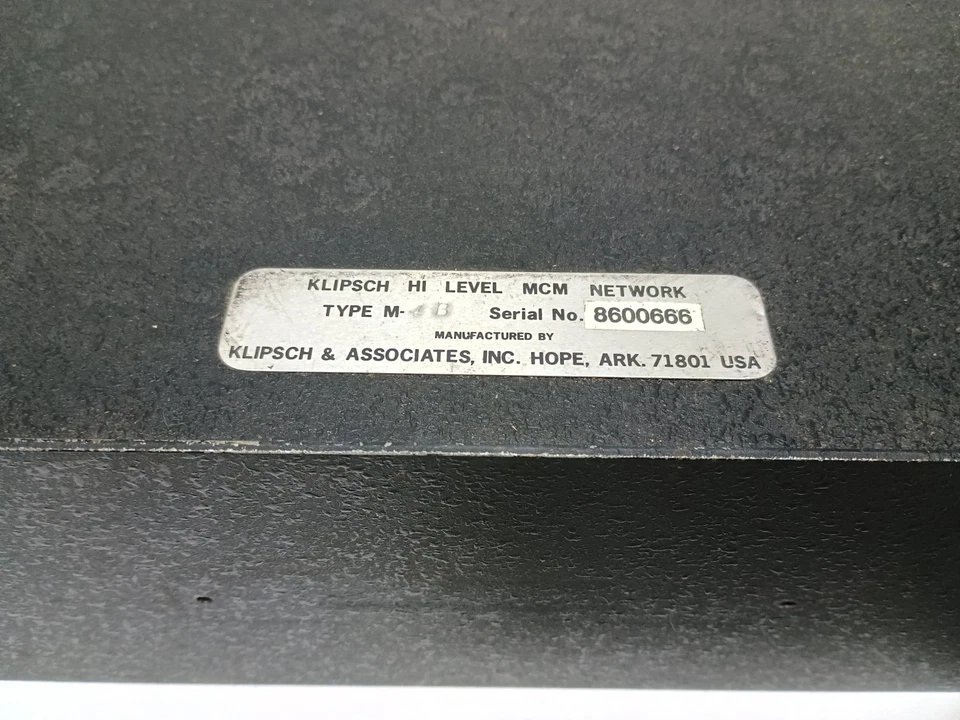 KLIPSCH HI LEVEL MCM NETWORK
TYPE M- B Serial No. 8600666
MANUFACTURED BY
KLIPSCH & ASSOCIATES, INC. HOPE, ARK. 71801 USA